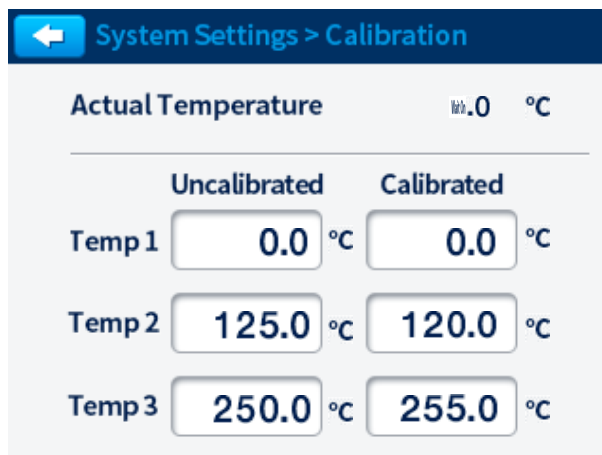 System Settings > Calibration
Actual Temperature .0 °C
Uncalibrated Calibrated
Temp 1 0.0 °C 0.0 °C
Temp 2 125.0 °C 120.0 °C
Temp 3 250.0 °C 255.0 °C